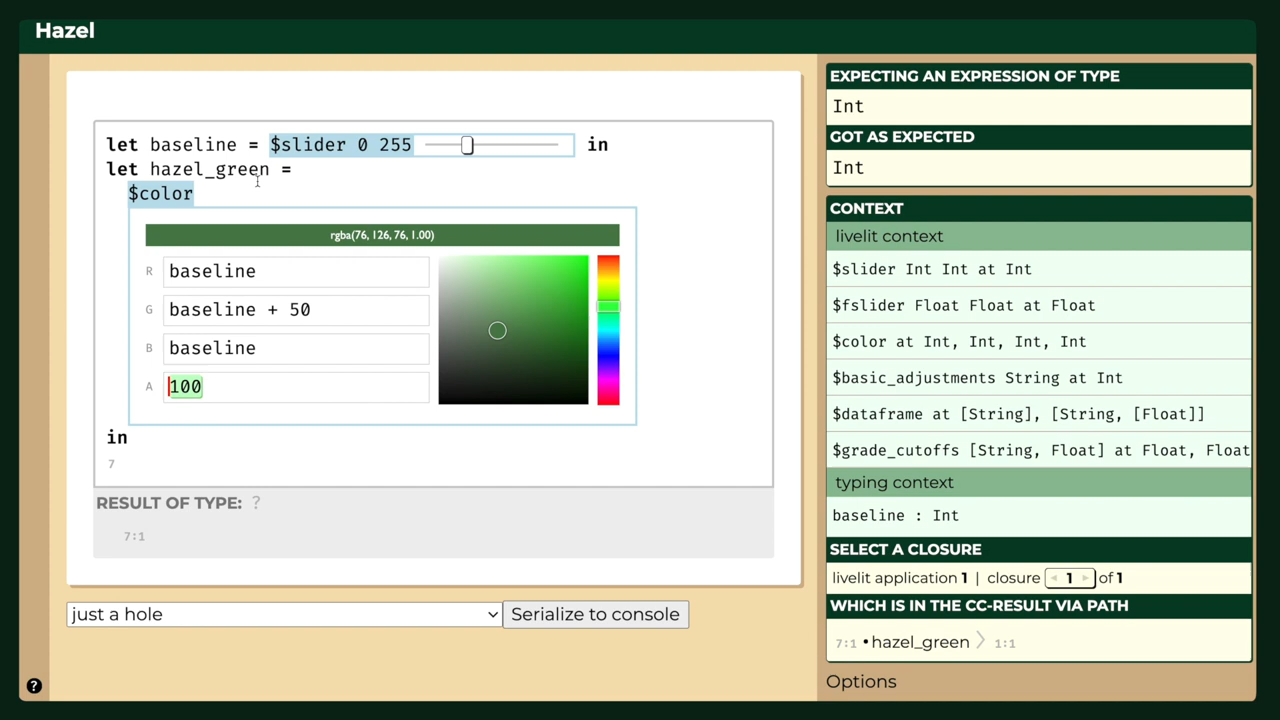 Hazel
let baseline = $slider 0 255 in
let hazel_green =
$color
rgba(76, 126, 76, 1.00)
R baseline
G baseline + 50
B baseline
A 100
in
7
RESULT OF TYPE: ?
7:1
just a hole
Serialize to console
?
EXPECTING AN EXPRESSION OF TYPE
Int
GOT AS EXPECTED
Int
CONTEXT
livelit context
$slider Int Int at Int
$fslider Float Float at Float
$color at Int, Int, Int, Int
$basic_adjustments String at Int
$dataframe at [String], [String, [Float]]
$grade_cutoffs [String, Float] at Float, Float
typing context
baseline : Int
SELECT A CLOSURE
livelit application 1 | closure ◂ 1 ▸ of 1
WHICH IS IN THE CC-RESULT VIA PATH
7:1 •hazel_green 1:1
Options